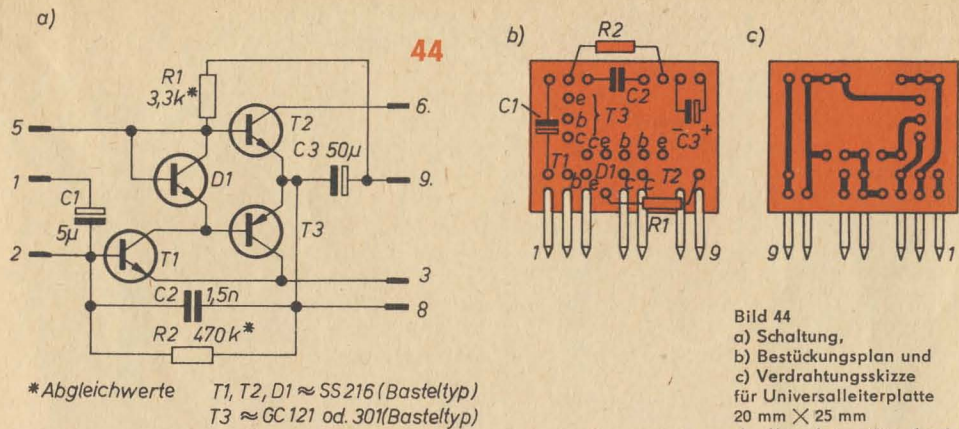 a)
44
R1
3,3k*
5
T2
6.
C3 50µ
D1
1
9.
C1
5µ
T3
2
T1
3
C2 1,5n
8
R2 470k*
* Abgleichwerte
T1, T2, D1 ≈ SS 216 (Basteltyp)
T3 ≈ GC 121 od. 301 (Basteltyp)
b)
R2
C1
C2
e
b
c
T3
− C3 +
c e b b e
T1
D1
T2
b e c c
R1
1
9
c)
9
1
Bild 44
a) Schaltung,
b) Bestückungsplan und
c) Verdrahtungsskizze
für Universalleiterplatte
20 mm × 25 mm